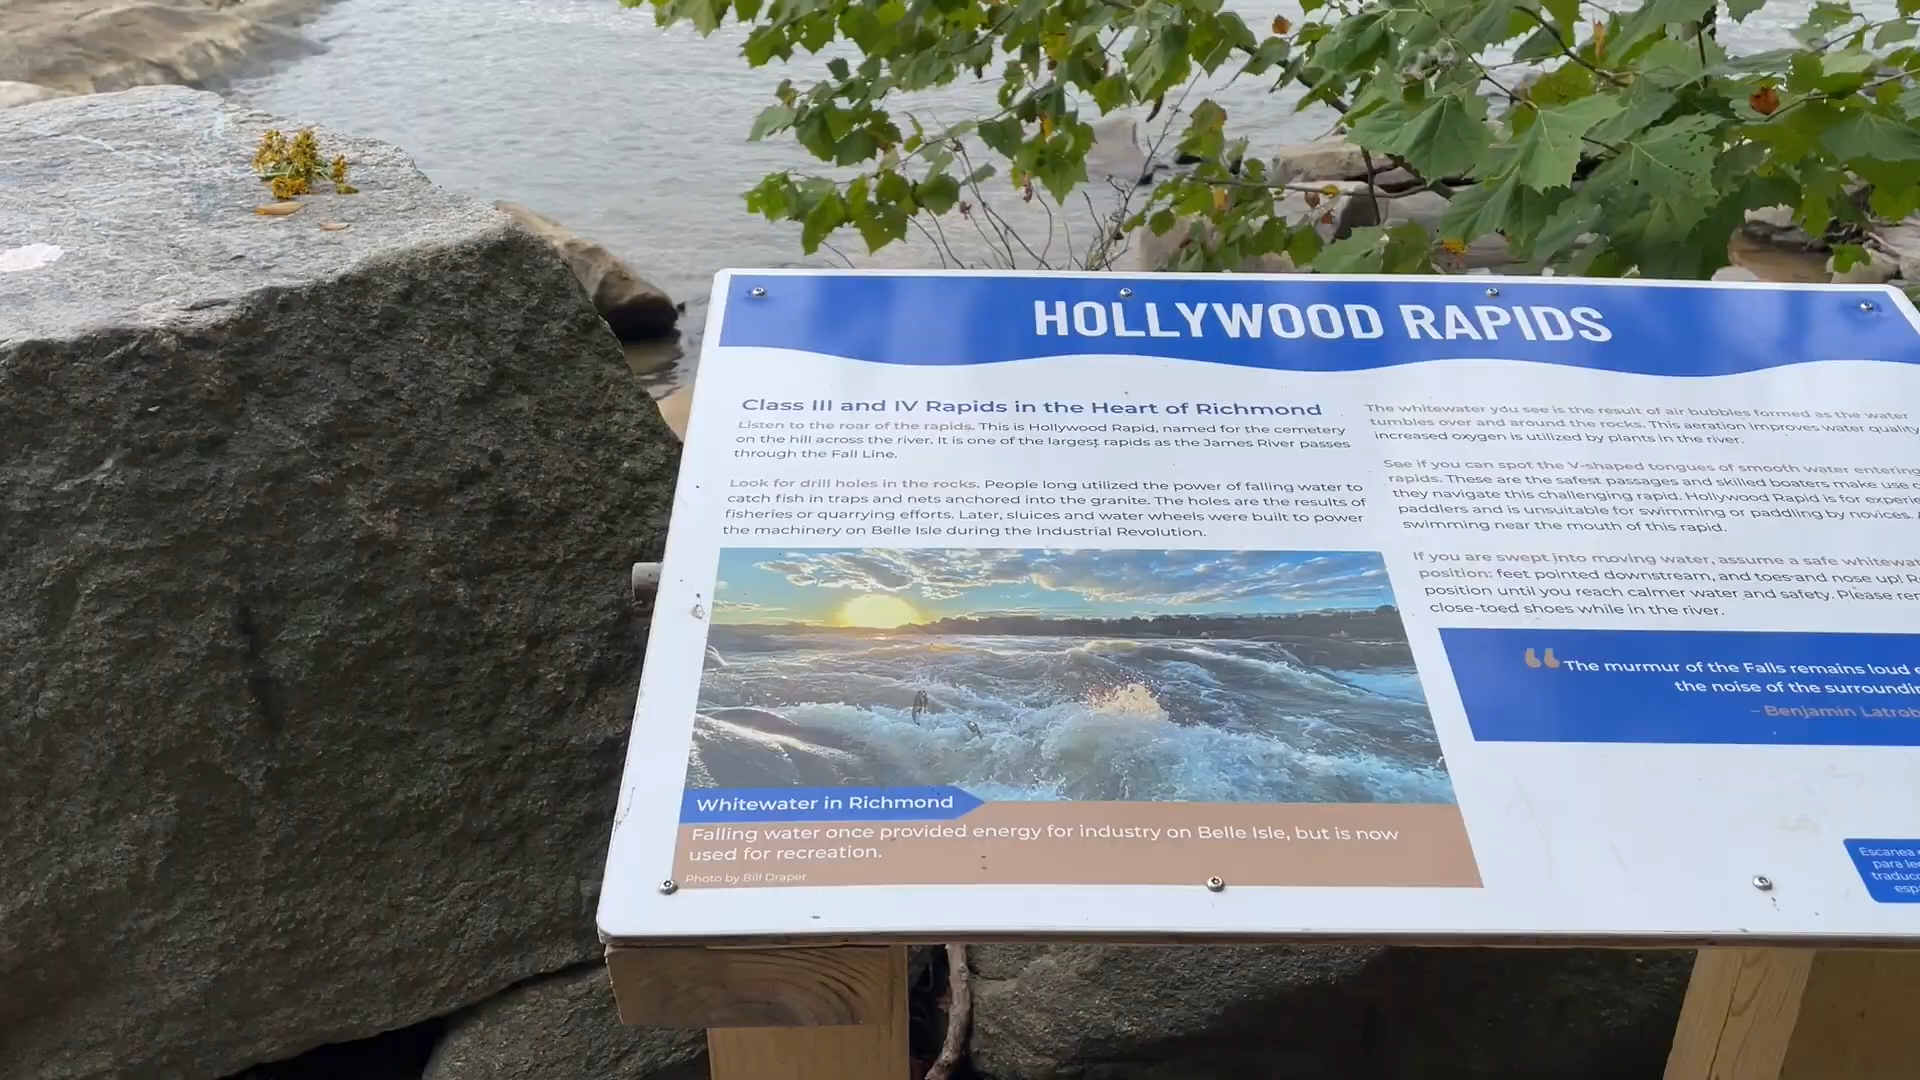 HOLLYWOOD RAPIDS
Class III and IV Rapids in the Heart of Richmond
Listen to the roar of the rapids. This is Hollywood Rapid, named for the cemetery
on the hill across the river. It is one of the largest rapids as the James River passes
through the Fall Line.
Look for drill holes in the rocks. People long utilized the power of falling water to
catch fish in traps and nets anchored into the granite. The holes are the results of
fisheries or quarrying efforts. Later, sluices and water wheels were built to power
the machinery on Belle Isle during the Industrial Revolution.
Whitewater in Richmond
Falling water once provided energy for industry on Belle Isle, but is now
used for recreation.
Photo by Bill Draper
The whitewater you see is the result of air bubbles formed as the water
tumbles over and around the rocks. This aeration improves water quality
increased oxygen is utilized by plants in the river.
See if you can spot the V-shaped tongues of smooth water entering
rapids. These are the safest passages and skilled boaters make use
they navigate this challenging rapid. Hollywood Rapid is for
paddlers and is unsuitable for swimming or paddling by novices.
swimming near the mouth of this rapid.
If you are swept into moving water, assume a safe
position: feet pointed downstream, and toes and nose up!
position until you reach calmer water and safety. Please
close-toed shoes while in the river.
“The murmur of the Falls remains loud
the noise of the
– Benjamin
Escanea
para